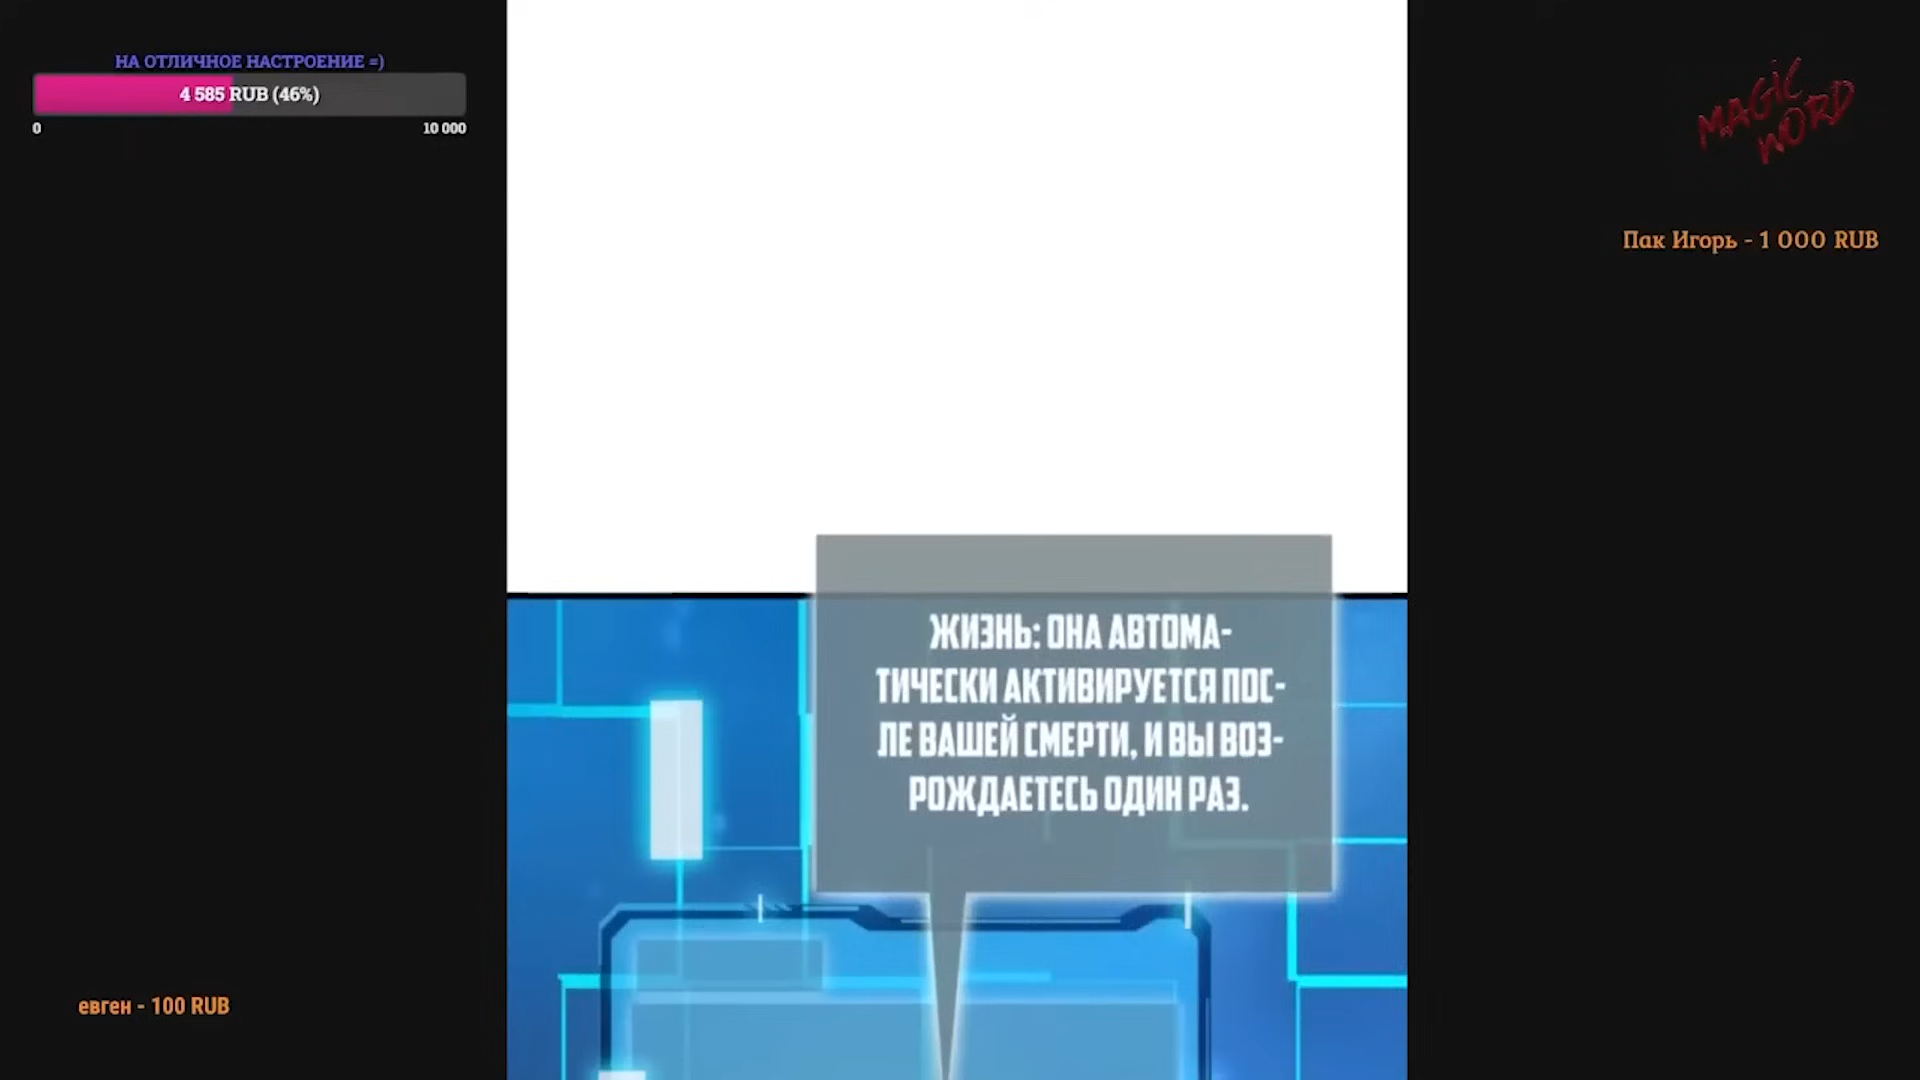 НА ОТЛИЧНОЕ НАСТРОЕНИЕ =)
4 585 RUB (46%)
0 10 000
MAGIC
WORD
Пак Игорь - 1 000 RUB
ЖИЗНЬ: ОНА АВТОМА-
ТИЧЕСКИ АКТИВИРУЕТСЯ ПОС-
ЛЕ ВАШЕЙ СМЕРТИ, И ВЫ ВОЗ-
РОЖДАЕТЕСЬ ОДИН РАЗ.
евген - 100 RUB